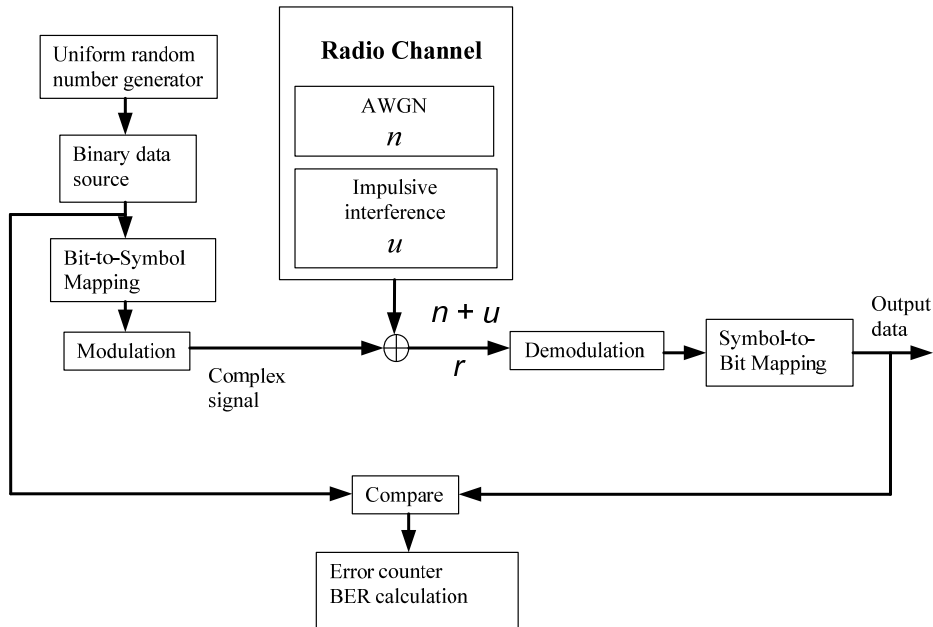 Uniform random
number generator
Binary data
source
Bit-to-Symbol
Mapping
Modulation
Complex
signal
Radio Channel
AWGN
n
Impulsive
interference
u
n + u
r
Demodulation
Symbol-to-
Bit Mapping
Output
data
Compare
Error counter
BER calculation